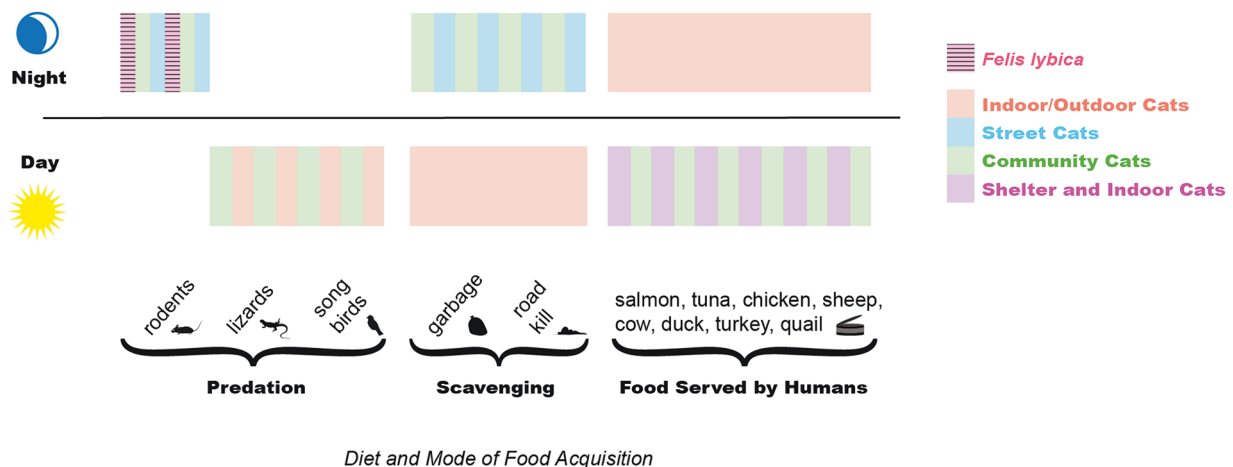 Night
Felis lybica
Indoor/Outdoor Cats
Street Cats
Day
Community Cats
Shelter and Indoor Cats
rodents
lizards
song
birds
garbage
road
kill
salmon, tuna, chicken, sheep,
cow, duck, turkey, quail
Predation
Scavenging
Food Served by Humans
Diet and Mode of Food Acquisition